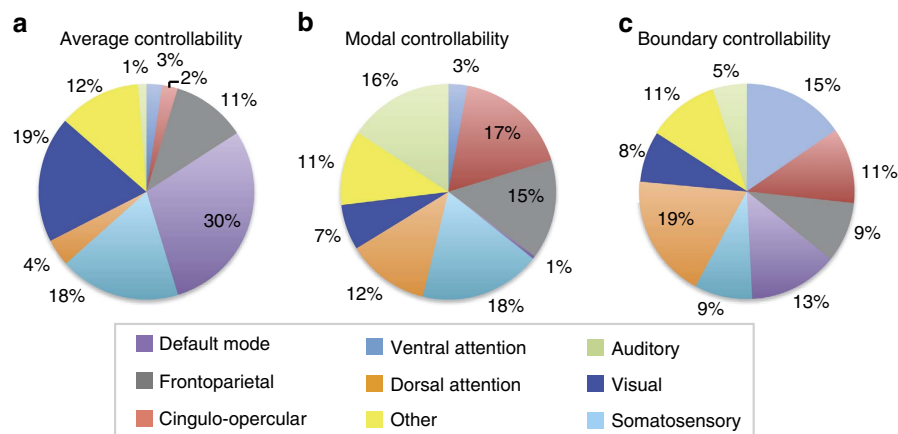 a Average controllability
1% 3% 2% 11% 30% 18% 4% 19% 12%
b Modal controllability
3% 17% 15% 1% 18% 12% 7% 11% 16%
c Boundary controllability
15% 11% 9% 13% 9% 19% 8% 11% 5%
Default mode Ventral attention Auditory
Frontoparietal Dorsal attention Visual
Cingulo-opercular Other Somatosensory